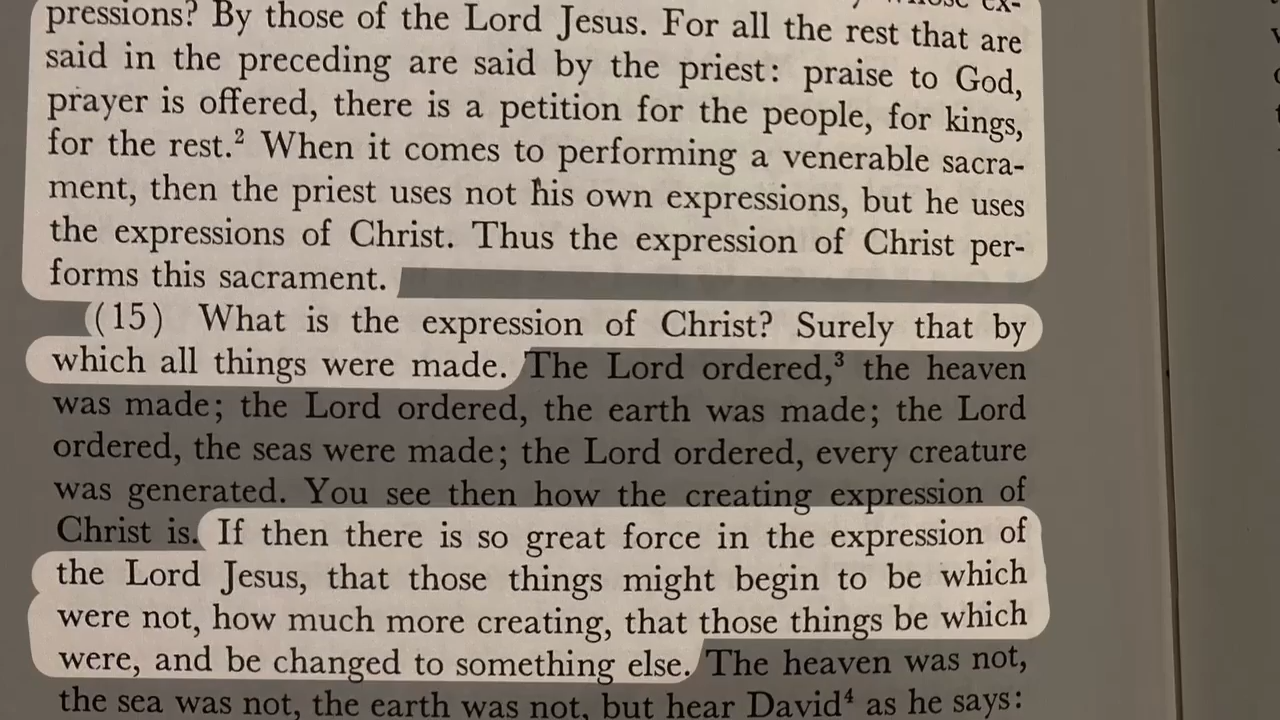 pressions? By those of the Lord Jesus. For all the rest that are
said in the preceding are said by the priest: praise to God,
prayer is offered, there is a petition for the people, for kings,
for the rest.² When it comes to performing a venerable sacra-
ment, then the priest uses not his own expressions, but he uses
the expressions of Christ. Thus the expression of Christ per-
forms this sacrament.
(15) What is the expression of Christ? Surely that by
which all things were made. The Lord ordered,³ the heaven
was made; the Lord ordered, the earth was made; the Lord
ordered, the seas were made; the Lord ordered, every creature
was generated. You see then how the creating expression of
Christ is. If then there is so great force in the expression of
the Lord Jesus, that those things might begin to be which
were not, how much more creating, that those things be which
were, and be changed to something else. The heaven was not,
the sea was not, the earth was not, but hear David⁴ as he says: